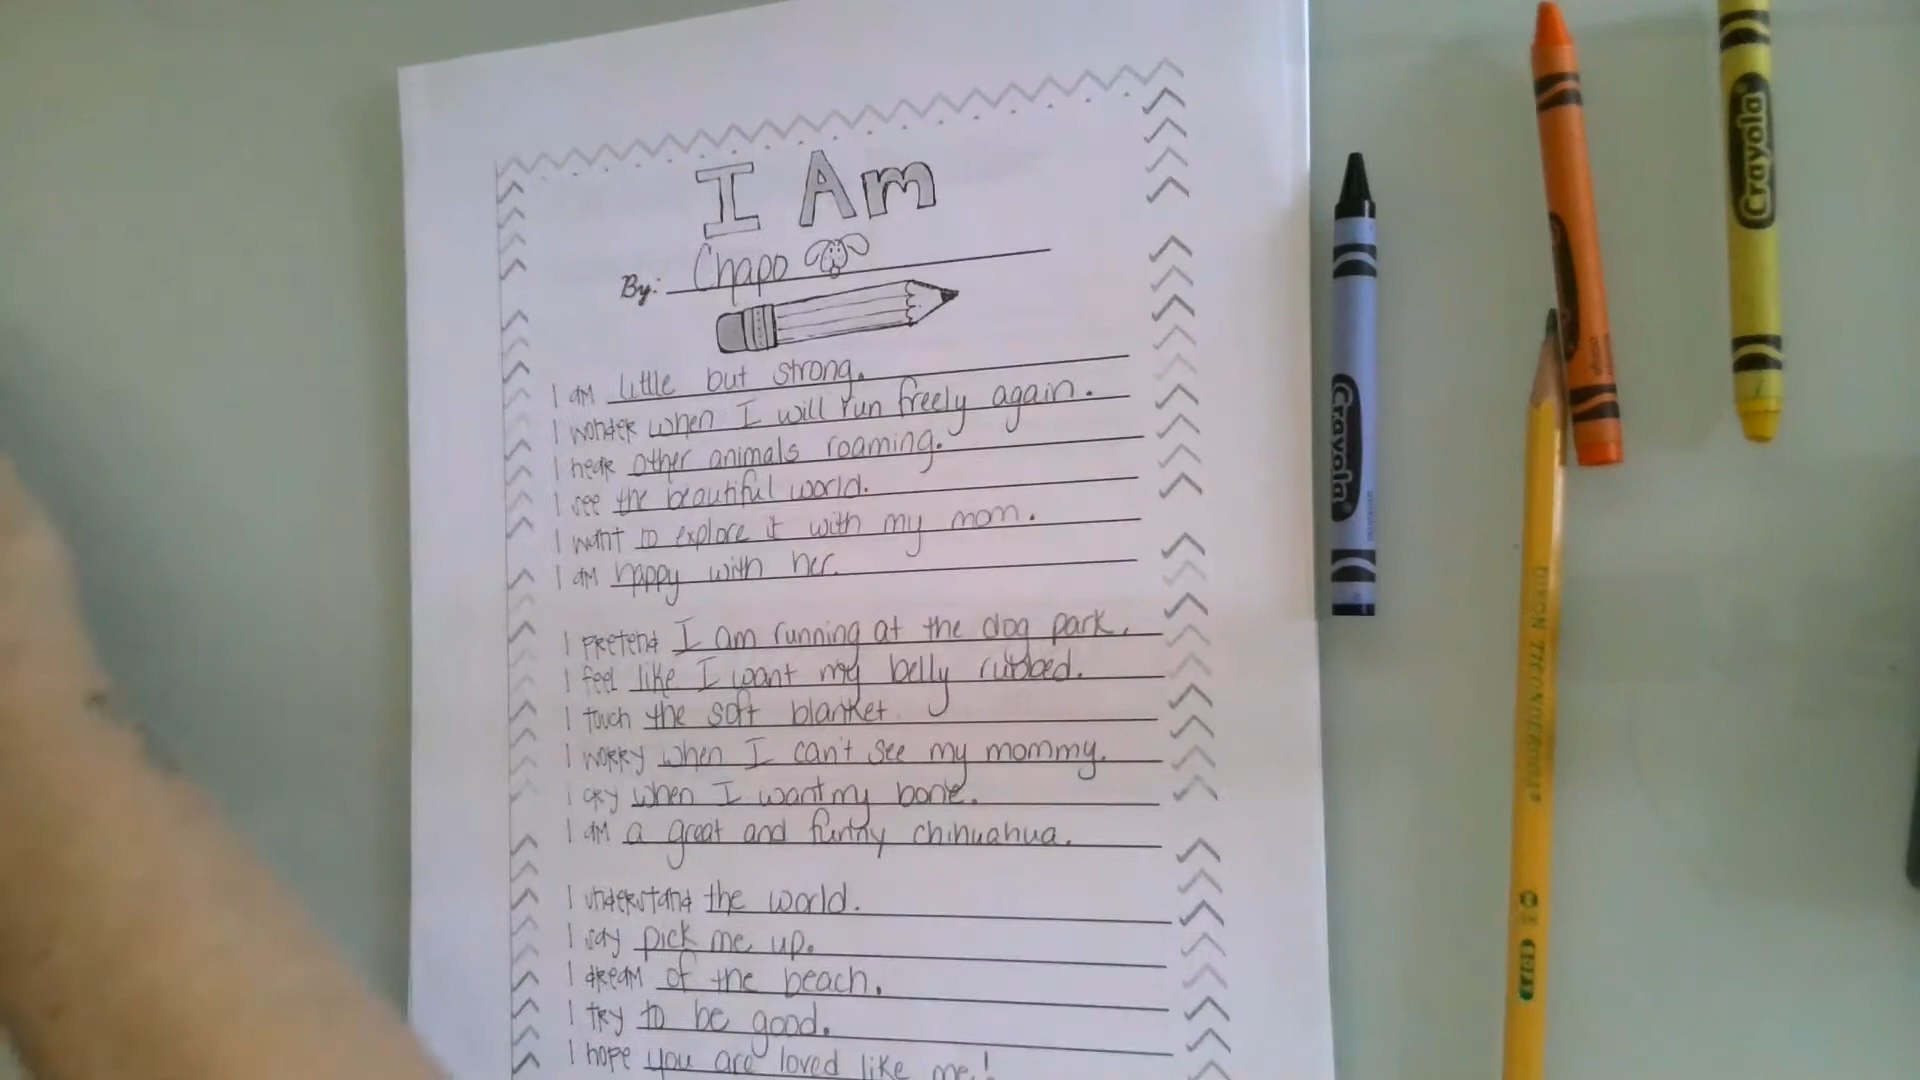 I Am
By: Chapo
I am little but strong.
I wonder when I will run freely again.
I hear other animals roaming.
I see the beautiful world.
I want to explore it with my mom.
I am happy with her.
I pretend I am running at the dog park.
I feel like I want my belly rubbed.
I touch the soft blanket.
I worry when I can't see my mommy.
I cry when I want my bone.
I am a great and funny chihuahua.
I understand the world.
I say pick me up.
I dream of the beach.
I try to be good.
I hope you are loved like me!
Crayola
Crayola
DIXON TICONDEROGA